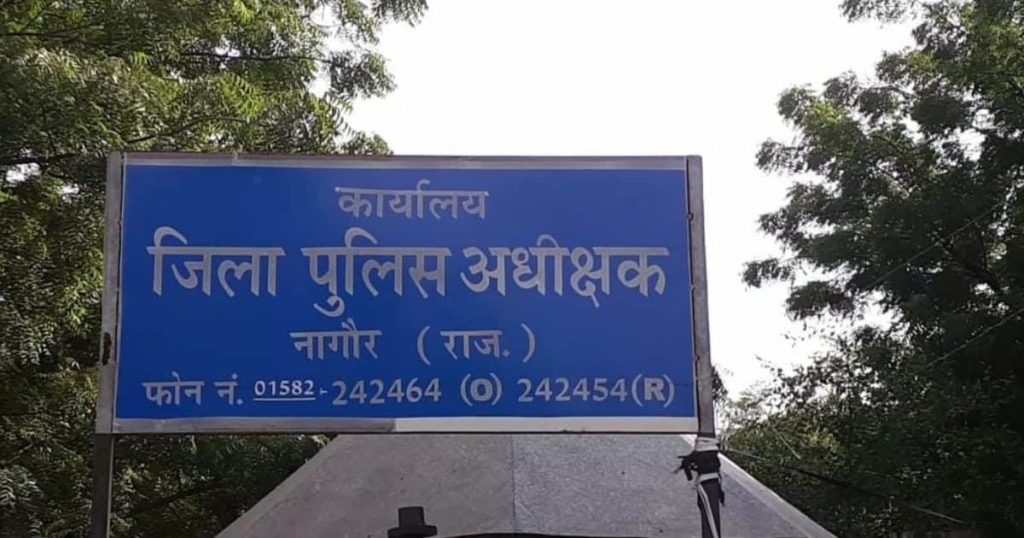 कार्यालय
जिला पुलिस अधीक्षक
नागौर (राज.)
फोन नं. 01582-242464 (O) 242454(R)